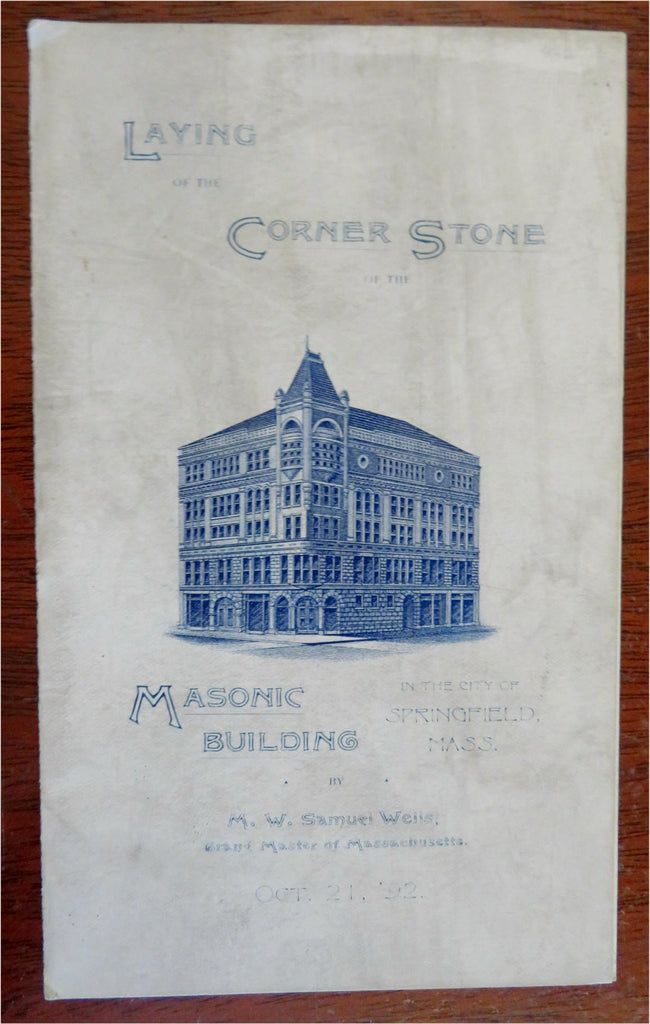 LAYING
OF THE
CORNER STONE
OF THE
MASONIC
BUILDING
IN THE CITY OF
SPRINGFIELD,
MASS.
BY
M. W. Samuel Wells,
Grand Master of Massachusetts.
OCT. 21, '92.